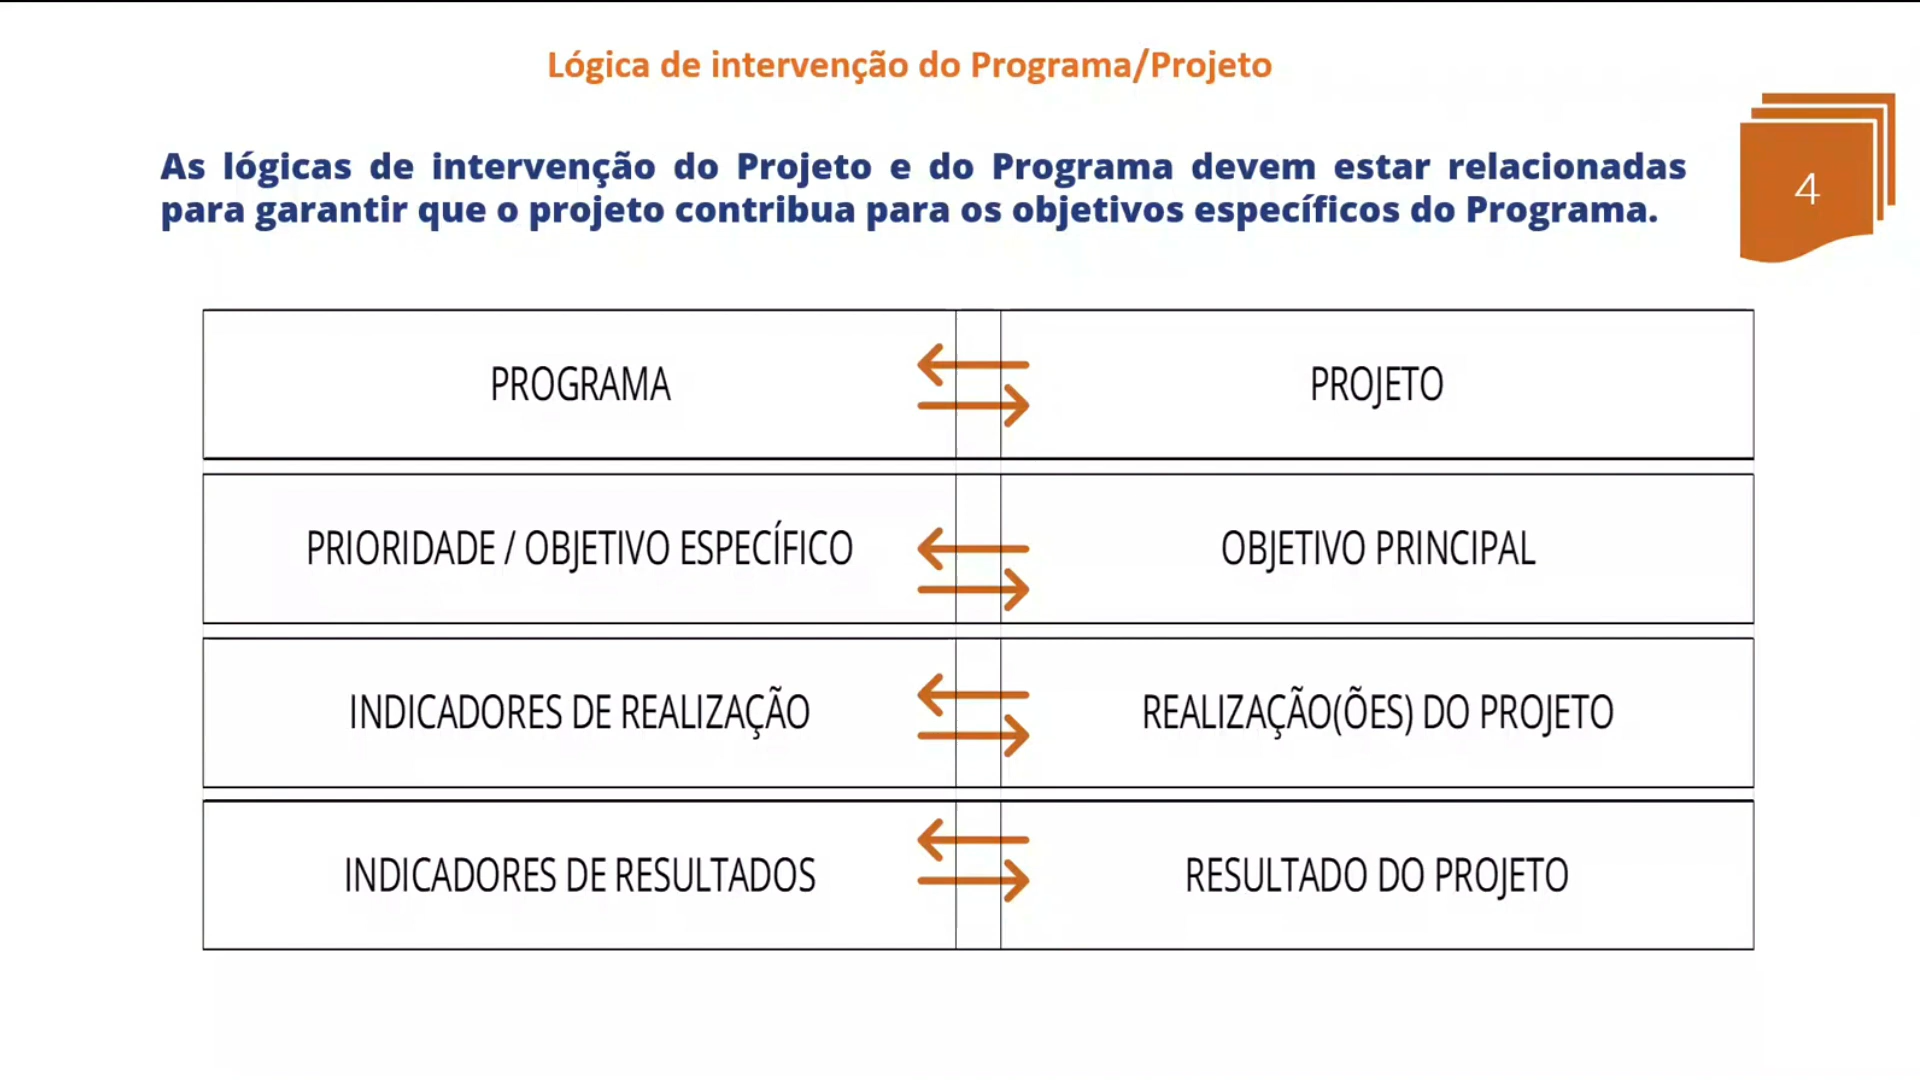 Lógica de intervenção do Programa/Projeto
As lógicas de intervenção do Projeto e do Programa devem estar relacionadas
para garantir que o projeto contribua para os objetivos específicos do Programa.
4
PROGRAMA
PROJETO
PRIORIDADE / OBJETIVO ESPECÍFICO
OBJETIVO PRINCIPAL
INDICADORES DE REALIZAÇÃO
REALIZAÇÃO(ÕES) DO PROJETO
INDICADORES DE RESULTADOS
RESULTADO DO PROJETO